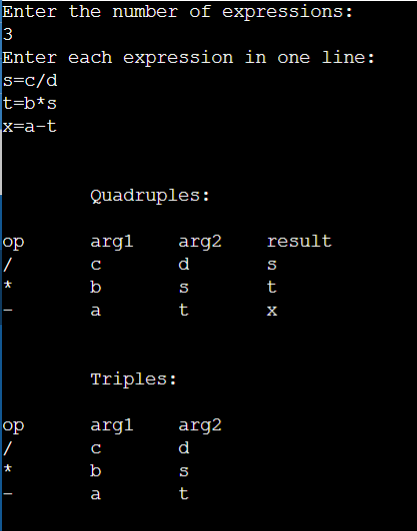 Enter the number of expressions:
3
Enter each expression in one line:
s=c/d
t=b*s
x=a-t
Quadruples:
op arg1 arg2 result
/ c d s
* b s t
- a t x
Triples:
op arg1 arg2
/ c d
* b s
- a t